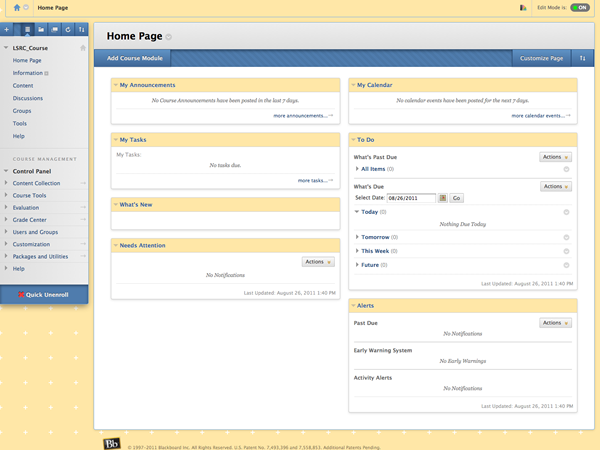 Home Page
Edit Mode is: ON
LSRC_Course
Home Page
Information
Content
Discussions
Groups
Tools
Help
COURSE MANAGEMENT
Control Panel
Content Collection
Course Tools
Evaluation
Grade Center
Users and Groups
Customization
Packages and Utilities
Help
Quick Unenroll
Home Page
Add Course Module
Customize Page
My Announcements
No Course Announcements have been posted in the last 7 days.
more announcements...
My Tasks
My Tasks:
No tasks due.
more tasks...
What's New
Needs Attention
Actions
No Notifications
Last Updated: August 26, 2011 1:40 PM
My Calendar
No calendar events have been posted for the next 7 days.
more calendar events...
To Do
What's Past Due
Actions
All Items (0)
What's Due
Actions
Select Date: 08/26/2011 Go
Today (0)
Nothing Due Today
Tomorrow (0)
This Week (0)
Future (0)
Last Updated: August 26, 2011 1:40 PM
Alerts
Past Due
Actions
No Notifications
Early Warning System
No Early Warnings
Activity Alerts
No Notifications
Last Updated: August 26, 2011 1:40 PM
Bb
© 1997-2011 Blackboard Inc. All Rights Reserved. U.S. Patent No. 7,493,396 and 7,558,853. Additional Patents Pending.